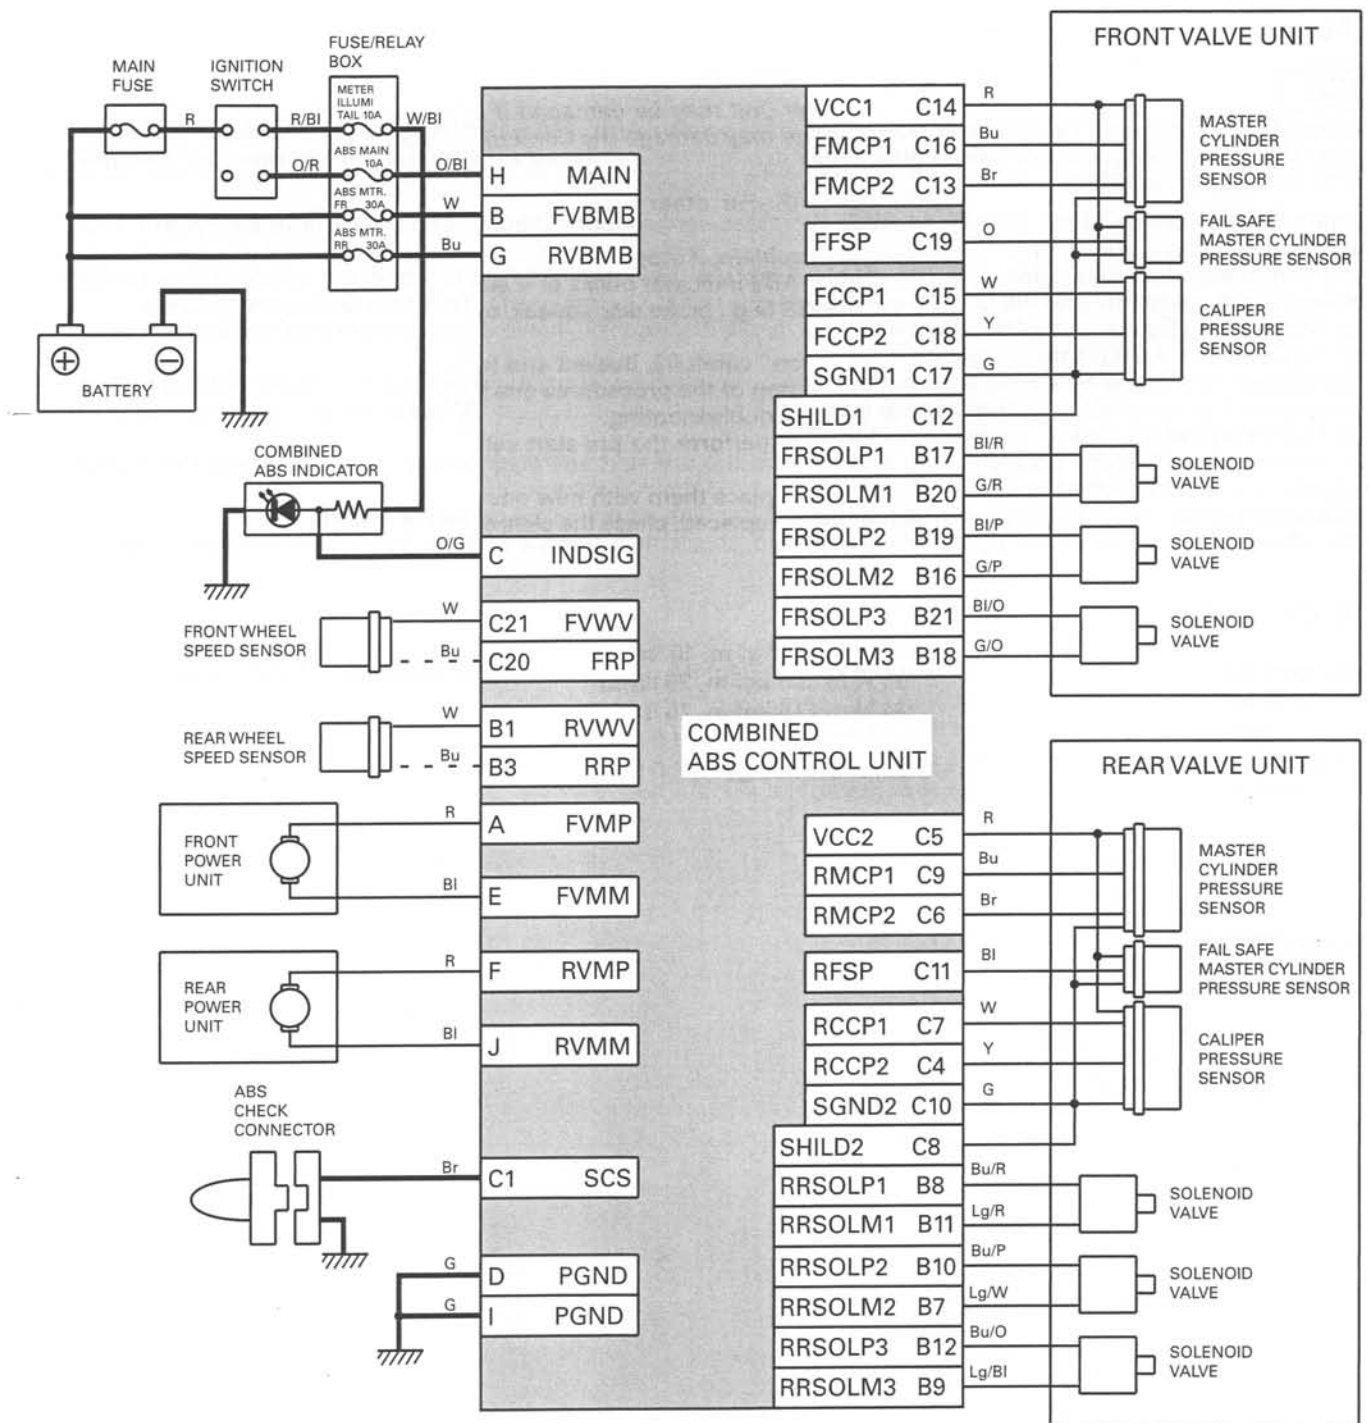 FUSE/RELAY
BOX
MAIN
FUSE
IGNITION
SWITCH
METER
ILLUMI
TAIL 10A
R
R/Bl
W/Bl
ABS MAIN
10A
O/R
O/Bl
ABS MTR.
FR 30A
W
ABS MTR.
RR 30A
Bu
BATTERY
COMBINED
ABS INDICATOR
O/G
FRONT WHEEL
SPEED SENSOR
W
Bu
REAR WHEEL
SPEED SENSOR
W
Bu
FRONT
POWER
UNIT
R
Bl
REAR
POWER
UNIT
R
Bl
ABS
CHECK
CONNECTOR
Br
G
G
H MAIN
B FVBMB
G RVBMB
C INDSIG
C21 FVWV
C20 FRP
B1 RVWV
B3 RRP
A FVMP
E FVMM
F RVMP
J RVMM
C1 SCS
D PGND
I PGND
COMBINED
ABS CONTROL UNIT
VCC1 C14 R
FMCP1 C16 Bu
FMCP2 C13 Br
FFSP C19 O
FCCP1 C15 W
FCCP2 C18 Y
SGND1 C17 G
SHILD1 C12
FRSOLP1 B17 Bl/R
FRSOLM1 B20 G/R
FRSOLP2 B19 Bl/P
FRSOLM2 B16 G/P
FRSOLP3 B21 Bl/O
FRSOLM3 B18 G/O
FRONT VALVE UNIT
MASTER
CYLINDER
PRESSURE
SENSOR
FAIL SAFE
MASTER CYLINDER
PRESSURE SENSOR
CALIPER
PRESSURE
SENSOR
SOLENOID
VALVE
SOLENOID
VALVE
SOLENOID
VALVE
VCC2 C5 R
RMCP1 C9 Bu
RMCP2 C6 Br
RFSP C11 Bl
RCCP1 C7 W
RCCP2 C4 Y
SGND2 C10 G
SHILD2 C8
RRSOLP1 B8 Bu/R
RRSOLM1 B11 Lg/R
RRSOLP2 B10 Bu/P
RRSOLM2 B7 Lg/W
RRSOLP3 B12 Bu/O
RRSOLM3 B9 Lg/Bl
REAR VALVE UNIT
MASTER
CYLINDER
PRESSURE
SENSOR
FAIL SAFE
MASTER CYLINDER
PRESSURE SENSOR
CALIPER
PRESSURE
SENSOR
SOLENOID
VALVE
SOLENOID
VALVE
SOLENOID
VALVE